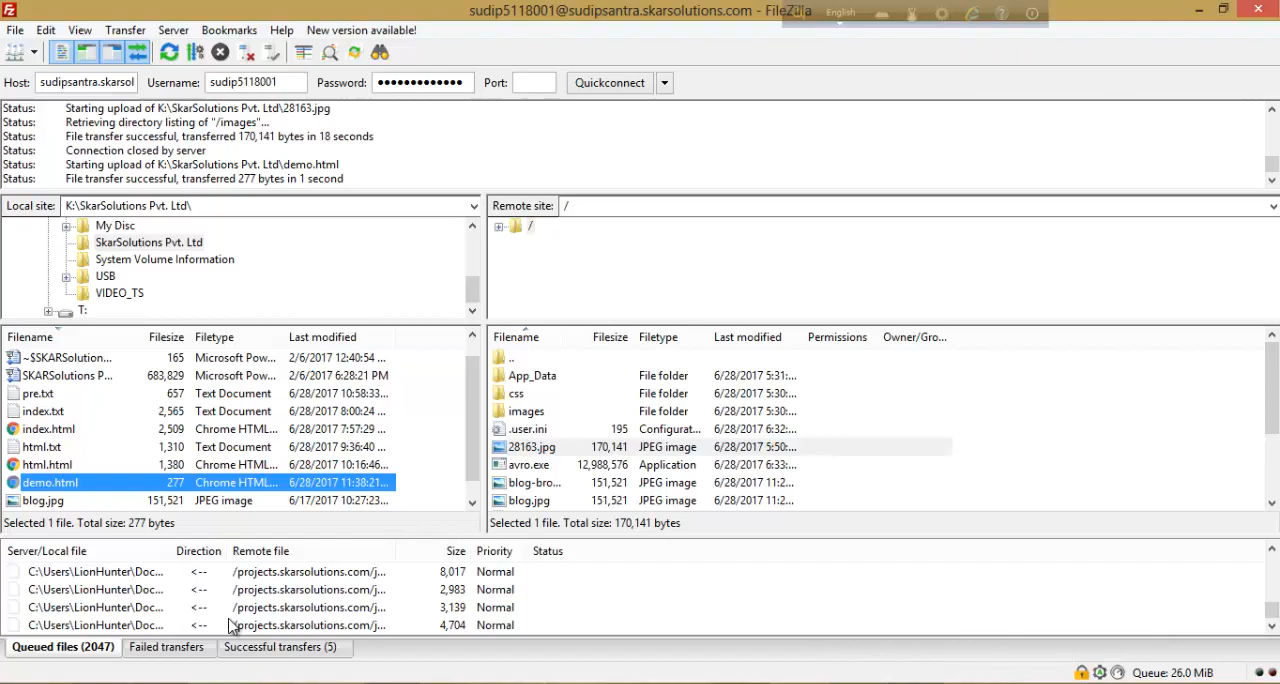 sudip5118001@sudipsantra.skarsolutions.com - FileZilla
English
File Edit View Transfer Server Bookmarks Help New version available!
Host: sudipsantra.skarsol Username: sudip5118001 Password: •••••••••••••• Port: Quickconnect
Status: Starting upload of K:\SkarSolutions Pvt. Ltd\28163.jpg
Status: Retrieving directory listing of "/images"...
Status: File transfer successful, transferred 170,141 bytes in 18 seconds
Status: Connection closed by server
Status: Starting upload of K:\SkarSolutions Pvt. Ltd\demo.html
Status: File transfer successful, transferred 277 bytes in 1 second
Local site: K:\SkarSolutions Pvt. Ltd\
My Disc
SkarSolutions Pvt. Ltd
System Volume Information
USB
VIDEO_TS
T:
Remote site: /
/
Filename Filesize Filetype Last modified
~$SKARSolution... 165 Microsoft Pow... 2/6/2017 12:40:54 ...
SKARSolutions P... 683,829 Microsoft Pow... 2/6/2017 6:28:21 PM
pre.txt 657 Text Document 6/28/2017 10:58:33...
index.txt 2,565 Text Document 6/28/2017 8:00:24 ...
index.html 2,509 Chrome HTML... 6/28/2017 7:57:29 ...
html.txt 1,310 Text Document 6/28/2017 9:36:40 ...
html.html 1,380 Chrome HTML... 6/28/2017 10:16:46...
demo.html 277 Chrome HTML... 6/28/2017 11:38:21...
blog.jpg 151,521 JPEG image 6/17/2017 10:27:23...
Selected 1 file. Total size: 277 bytes
Filename Filesize Filetype Last modified Permissions Owner/Gro...
..
App_Data File folder 6/28/2017 5:31:...
css File folder 6/28/2017 5:30:...
images File folder 6/28/2017 5:30:...
.user.ini 195 Configurat... 6/28/2017 6:32:...
28163.jpg 170,141 JPEG image 6/28/2017 5:50:...
avro.exe 12,988,576 Application 6/28/2017 6:33:...
blog-bro... 151,521 JPEG image 6/28/2017 11:2...
blog.jpg 151,521 JPEG image 6/28/2017 11:2...
Selected 1 file. Total size: 170,141 bytes
Server/Local file Direction Remote file Size Priority Status
C:\Users\LionHunter\Doc... <-- /projects.skarsolutions.com/j... 8,017 Normal
C:\Users\LionHunter\Doc... <-- /projects.skarsolutions.com/j... 2,983 Normal
C:\Users\LionHunter\Doc... <-- /projects.skarsolutions.com/j... 3,139 Normal
C:\Users\LionHunter\Doc... <-- /projects.skarsolutions.com/j... 4,704 Normal
Queued files (2047) Failed transfers Successful transfers (5)
Queue: 26.0 MiB